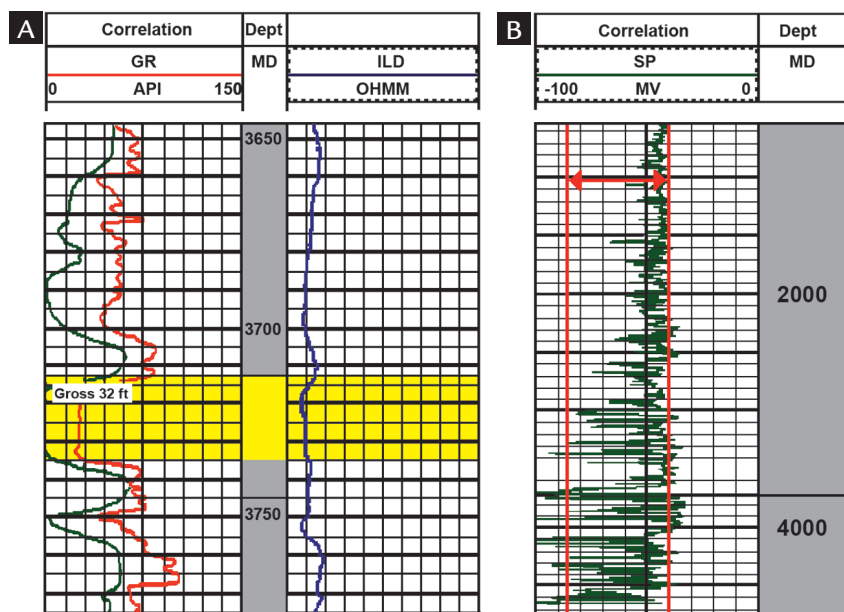 A
Correlation Dept
GR MD ILD
0 API 150 OHMM
3650
3700
Gross 32 ft
3750
B
Correlation Dept
SP MD
-100 MV 0
2000
4000